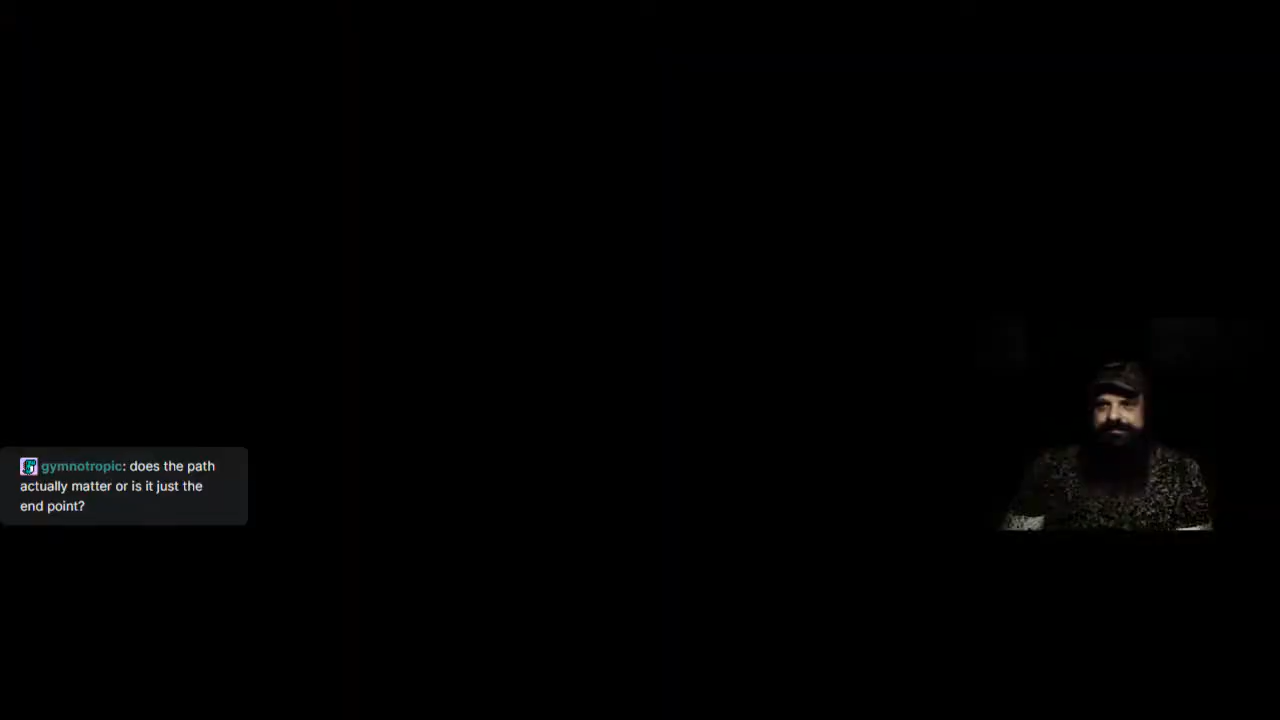 gymnotropic: does the path
actually matter or is it just the
end point?